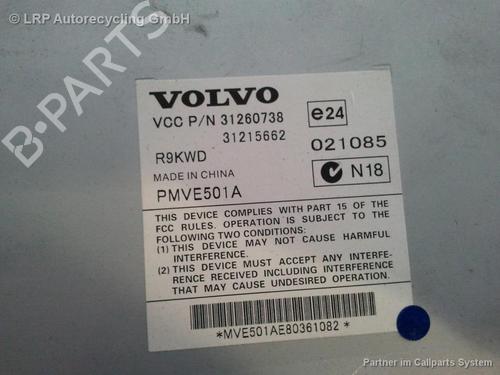 © LRP Autorecycling GmbH
B-PARTS
VOLVO
VCC P/N 31260738
31215662
e24
021085
R9KWD
MADE IN CHINA
N18
PMVE501A
THIS DEVICE COMPLIES WITH PART 15 OF THE
FCC RULES. OPERATION IS SUBJECT TO THE
FOLLOWING TWO CONDITIONS:
(1) THIS DEVICE MAY NOT CAUSE HARMFUL
INTERFERENCE.
(2) THIS DEVICE MUST ACCEPT ANY INTERFE-
RENCE RECEIVED INCLUDING INTERFERENCE
THAT MAY CAUSE UNDESIRED OPERATION.
*MVE501AE80361082*
Partner im Callparts System